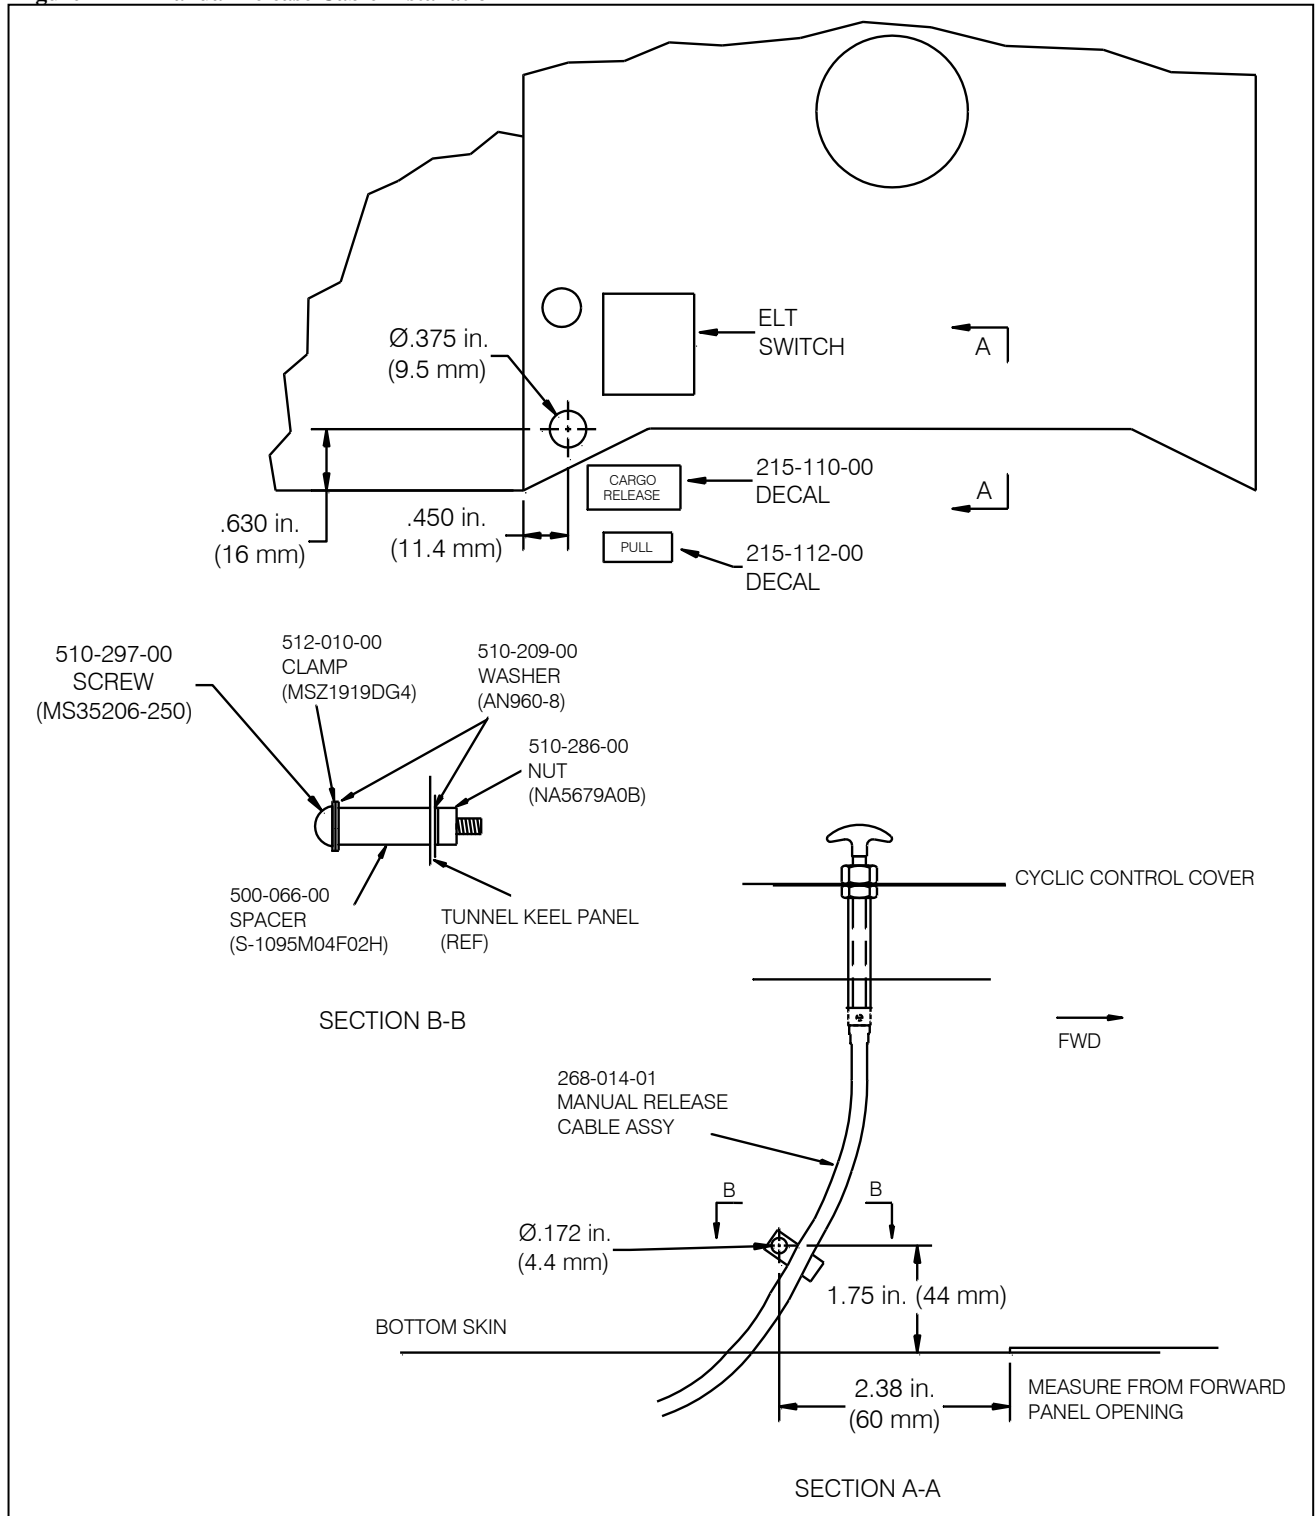 ELT
SWITCH
A
Ø.375 in.
(9.5 mm)
CARGO
RELEASE
215-110-00
DECAL
A
.630 in.
(16 mm)
.450 in.
(11.4 mm)
PULL
215-112-00
DECAL
510-297-00
SCREW
(MS35206-250)
512-010-00
CLAMP
(MSZ1919DG4)
510-209-00
WASHER
(AN960-8)
510-286-00
NUT
(NA5679A0B)
500-066-00
SPACER
(S-1095M04F02H)
TUNNEL KEEL PANEL
(REF)
SECTION B-B
CYCLIC CONTROL COVER
FWD
268-014-01
MANUAL RELEASE
CABLE ASSY
B
B
Ø.172 in.
(4.4 mm)
1.75 in. (44 mm)
BOTTOM SKIN
2.38 in.
(60 mm)
MEASURE FROM FORWARD
PANEL OPENING
SECTION A-A